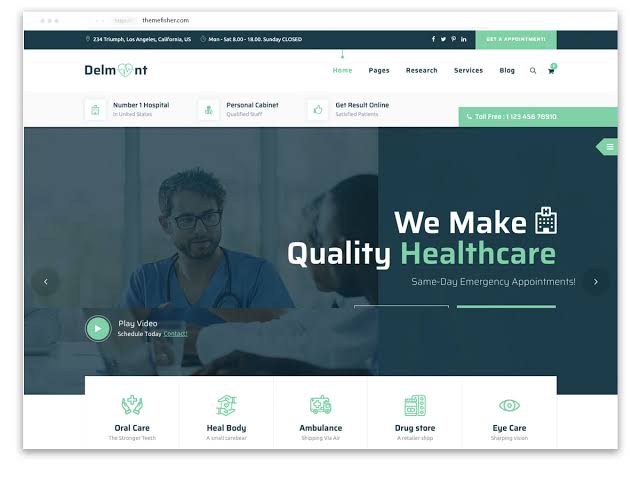 Support
themefisher.com
234 Triumph, Los Angeles, California, US
Mon - Sat 8.00 - 18.00. Sunday CLOSED
GET A APPOINTMENT!
Delm nt
Home
Pages
Research
Services
Blog
Number 1 Hospital
In United States
Personal Cabinet
Qualified Staff
Get Result Online
Satisfied Patients
Toll Free : 1 123 456 78910
We Make
Quality Healthcare
Same-Day Emergency Appointments!
Play Video
Schedule Today Contact!
Oral Care
The Stronger Teeth
Heal Body
A small carebear
Ambulance
Shipping Via Air
Drug store
A retailer shop
Eye Care
Sharping vision